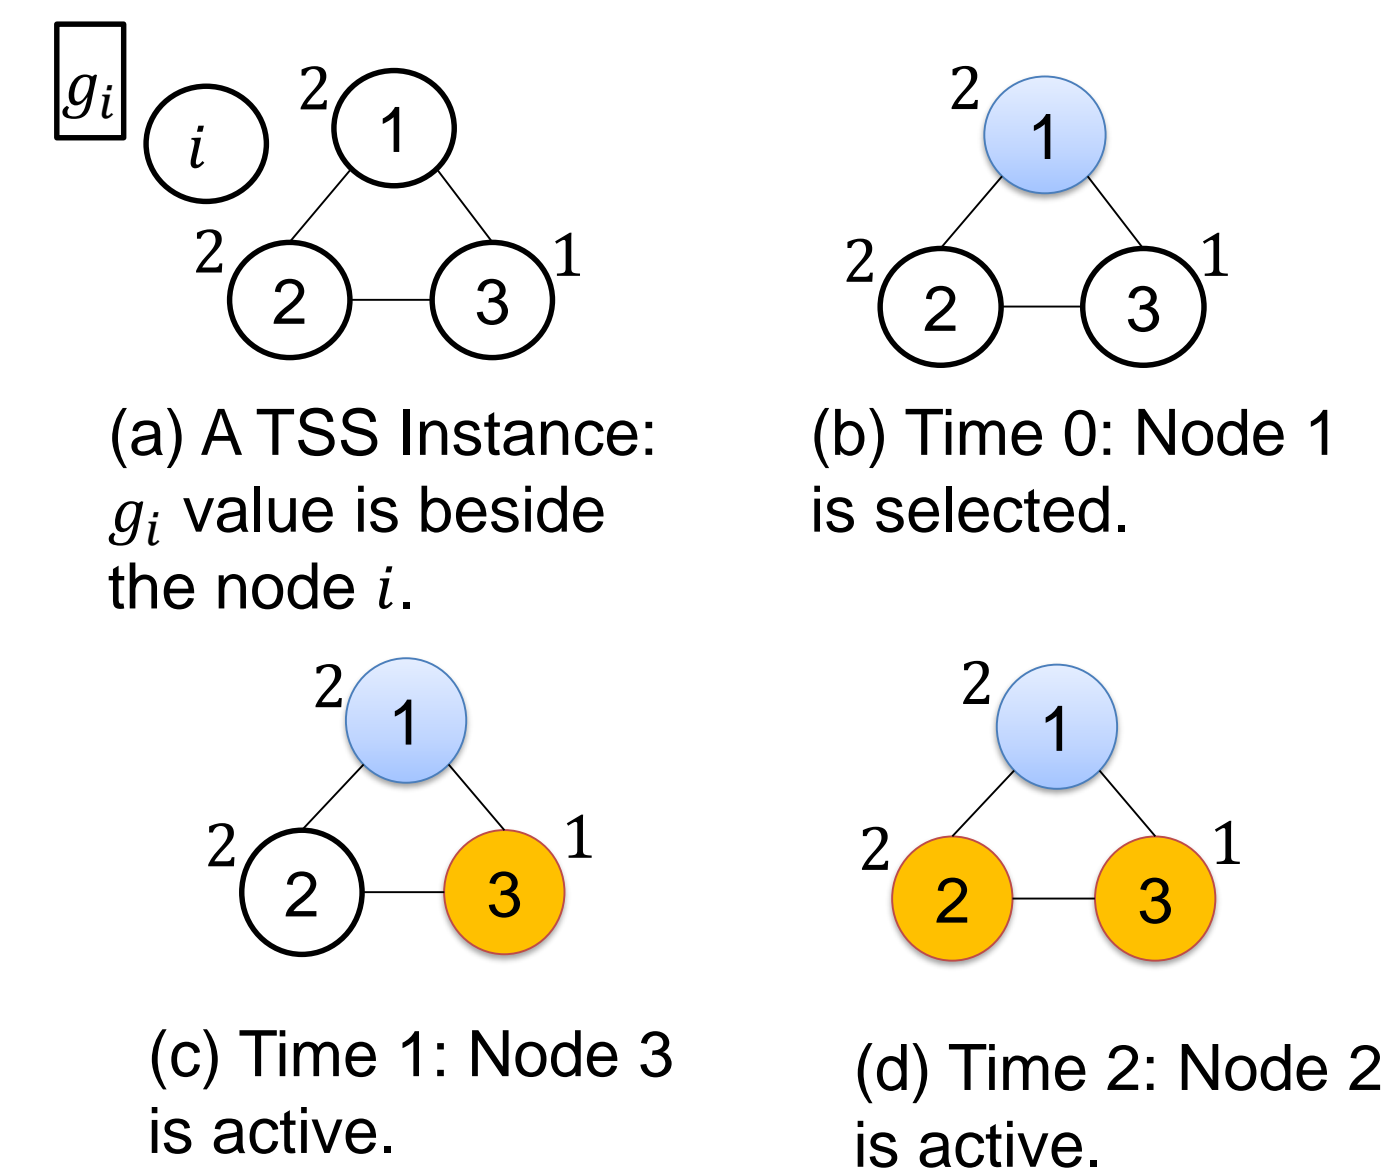 gᵢ
i
2
1
2
2
3
1
(a) A TSS Instance:
gᵢ value is beside
the node i.
2
1
2
2
3
1
(b) Time 0: Node 1
is selected.
2
1
2
2
3
1
(c) Time 1: Node 3
is active.
2
1
2
2
3
1
(d) Time 2: Node 2
is active.